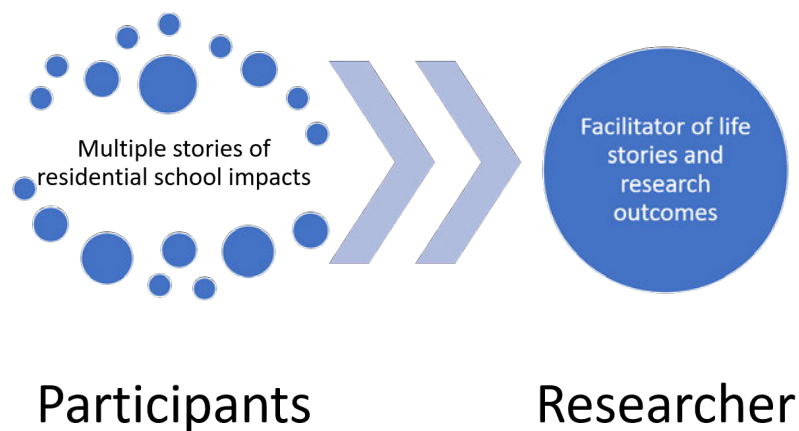 Multiple stories of
residential school impacts
Facilitator of life
stories and
research
outcomes
Participants
Researcher